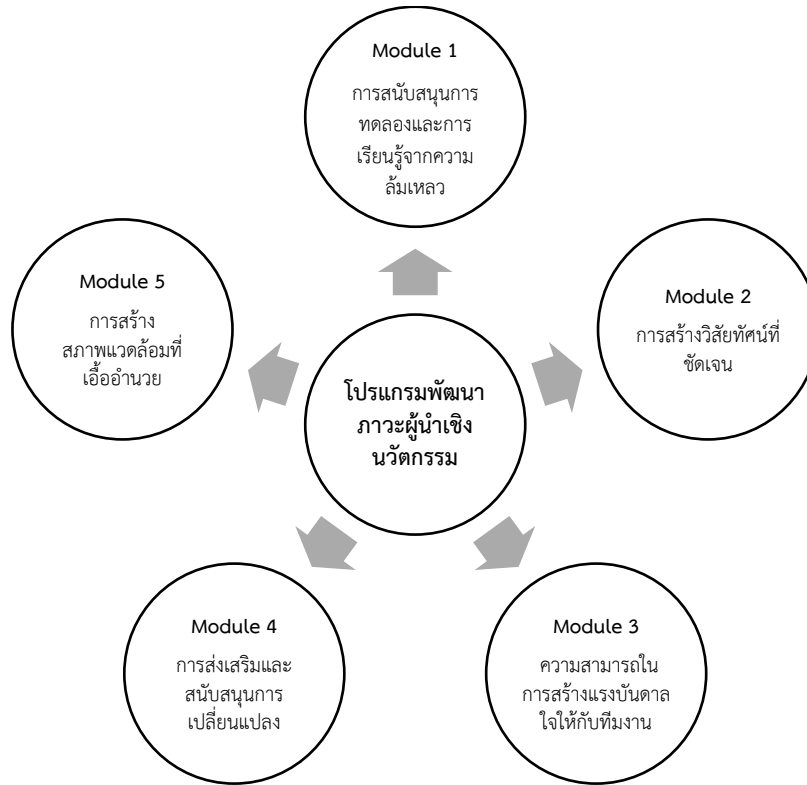 Module 1
การสนับสนุนการ
ทดลองและการ
เรียนรู้จากความ
ล้มเหลว
Module 5
การสร้าง
สภาพแวดล้อมที่
เอื้ออำนวย
Module 2
การสร้างวิสัยทัศน์ที่
ชัดเจน
โปรแกรมพัฒนา
ภาวะผู้นำเชิง
นวัตกรรม
Module 4
การส่งเสริมและ
สนับสนุนการ
เปลี่ยนแปลง
Module 3
ความสามารถใน
การสร้างแรงบันดาล
ใจให้กับทีมงาน